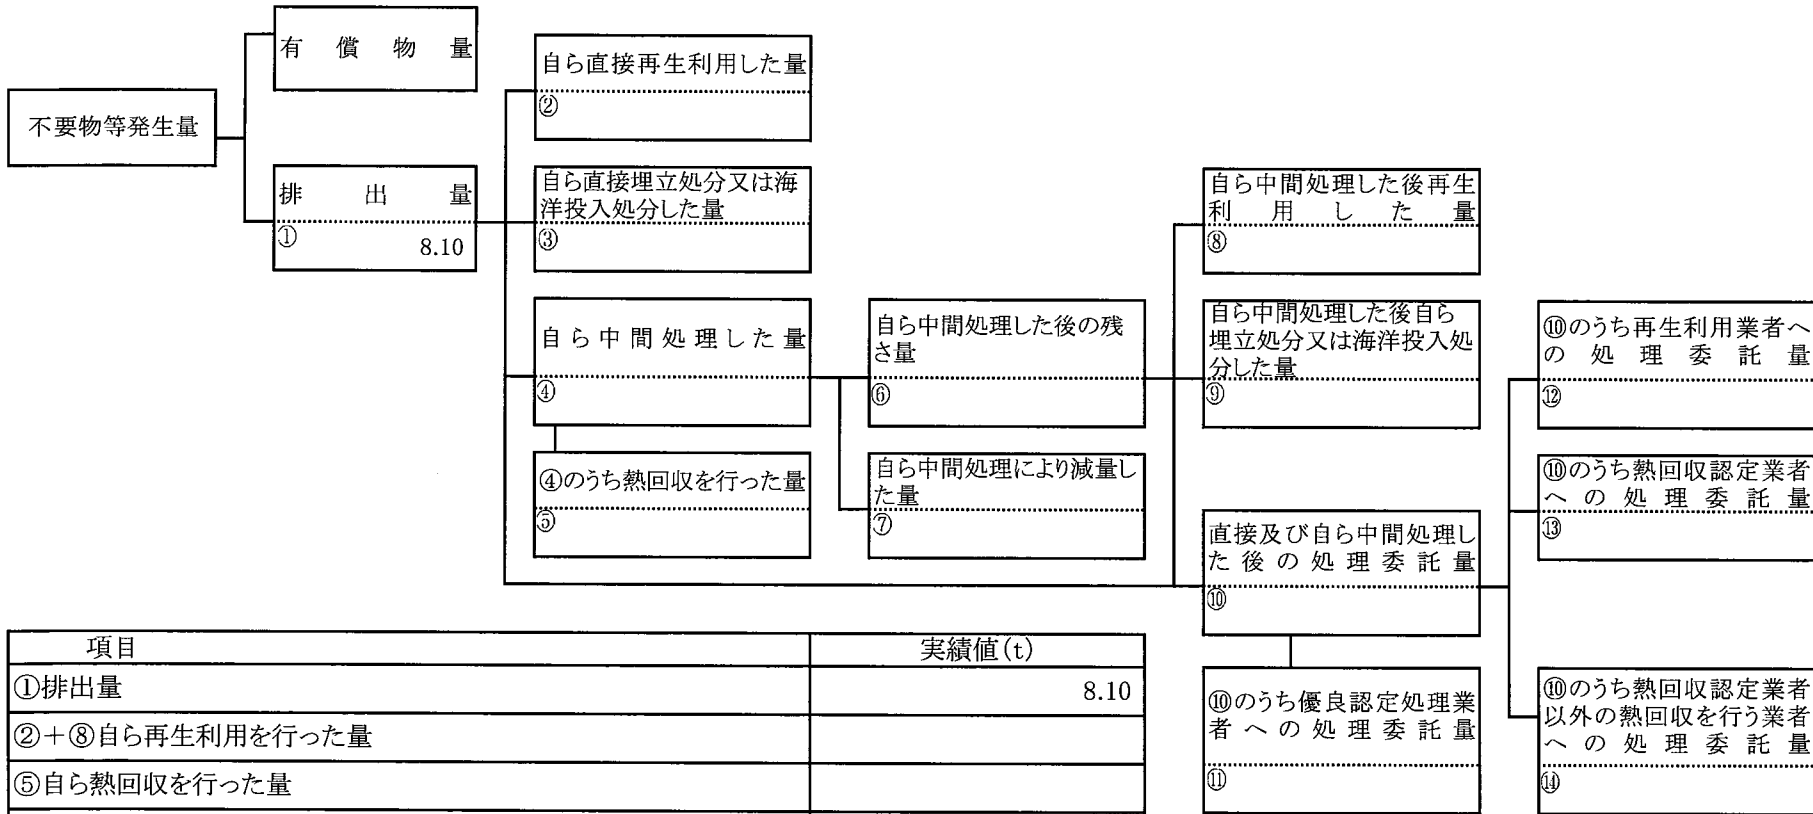 有償物量
不要物等発生量
排出量
①
8.10
自ら直接再生利用した量
②
自ら直接埋立処分又は海
洋投入処分した量
③
自ら中間処理した量
④
④のうち熱回収を行った量
⑤
自ら中間処理した後の残
さ量
⑥
自ら中間処理により減量し
た量
⑦
自ら中間処理した後再生
利用した量
⑧
自ら中間処理した後自ら
埋立処分又は海洋投入処
分した量
⑨
直接及び自ら中間処理し
た後の処理委託量
⑩
⑩のうち優良認定処理業
者への処理委託量
⑪
⑩のうち再生利用業者へ
の処理委託量
⑫
⑩のうち熱回収認定業者
への処理委託量
⑬
⑩のうち熱回収認定業者
以外の熱回収を行う業者
への処理委託量
⑭
項目 実績値(t)
①排出量 8.10
②+⑧自ら再生利用を行った量
⑤自ら熱回収を行った量